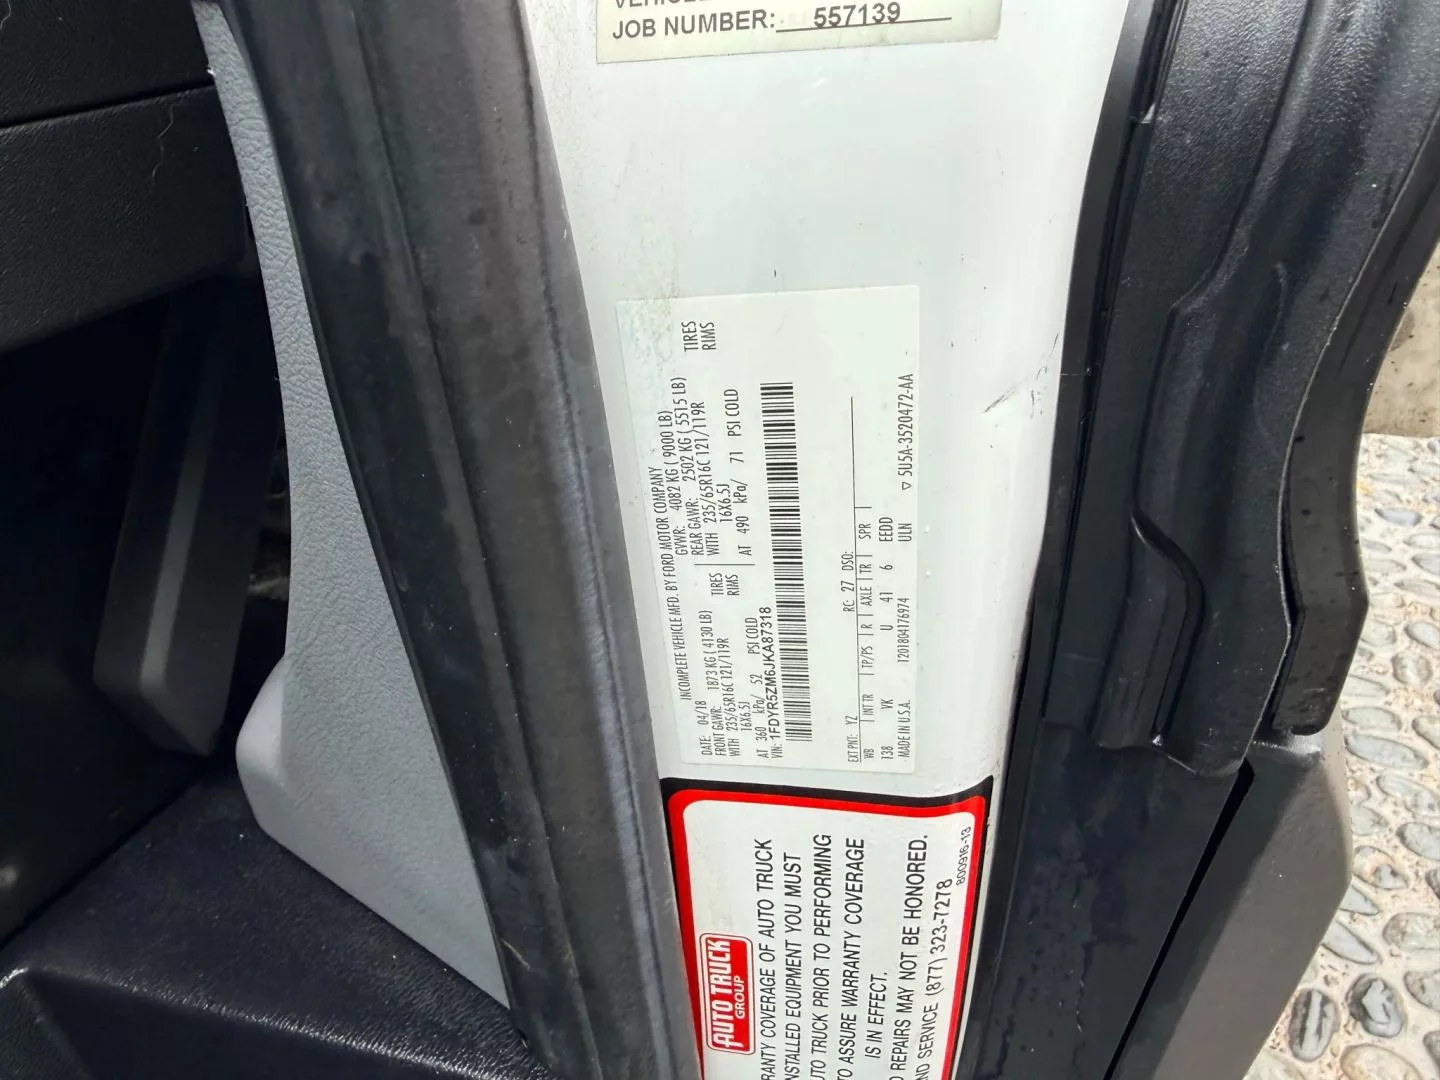 JOB NUMBER: 557139
INCOMPLETE VEHICLE MFD. BY FORD MOTOR COMPANY
DATE: 04/18 GVWR: 4082 KG ( 9000 LB)
FRONT GAWR: 1873 KG ( 4130 LB) REAR GAWR: 2502 KG ( 5515 LB)
WITH 235/65R16C 121/119R TIRES WITH 235/65R16C 121/119R TIRES
16X6.5J RIMS 16X6.5J RIMS
AT 360 kPa/ 52 PSI COLD AT 490 kPa/ 71 PSI COLD
VIN: 1FDYR5ZM6JKA87318
EXT PNT: YZ RC: 27 DSO:
WB INT TR TP/PS R AXLE TR SPR
138 VK U 41 6 EEDD
MADE IN U.S.A. 1201804176974 ULN ▽ 5U5A-3520472-AA
AUTO TRUCK
GROUP
RANTY COVERAGE OF AUTO TRUCK
NSTALLED EQUIPMENT YOU MUST
UTO TRUCK PRIOR TO PERFORMING
TO ASSURE WARRANTY COVERAGE
IS IN EFFECT.
D REPAIRS MAY NOT BE HONORED.
ND SERVICE (877) 323-7278
800916-13